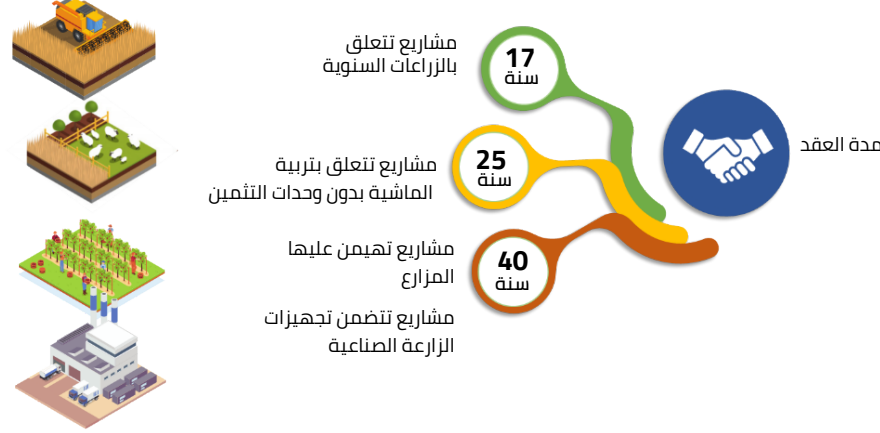 مدة العقد
17
سنة
مشاريع تتعلق
بالزراعات السنوية
25
سنة
مشاريع تتعلق بتربية
الماشية بدون وحدات التثمين
40
سنة
مشاريع تهيمن عليها
المزارع
مشاريع تتضمن تجهيزات
الزارعة الصناعية